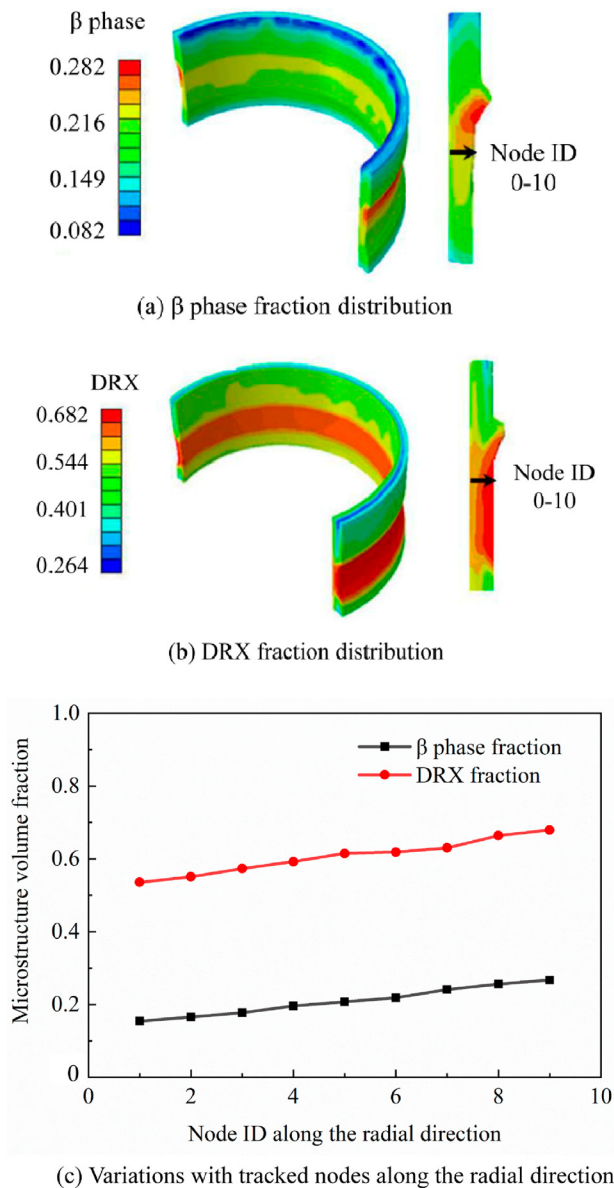 β phase
0.282
0.216
0.149
0.082
Node ID
0-10
(a) β phase fraction distribution
DRX
0.682
0.544
0.401
0.264
Node ID
0-10
(b) DRX fraction distribution
Microstructure volume fraction
1.0
0.8
0.6
0.4
0.2
0
β phase fraction
DRX fraction
0 2 4 6 8 10
Node ID along the radial direction
(c) Variations with tracked nodes along the radial direction